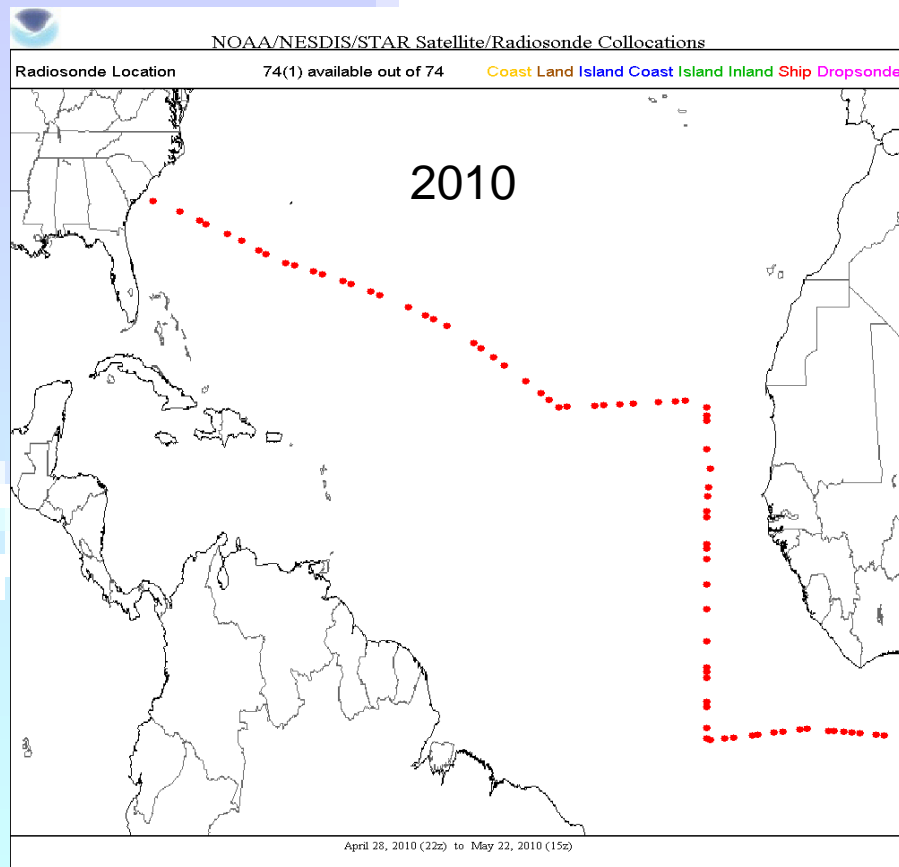 NOAA/NESDIS/STAR Satellite/Radiosonde Collocations
Radiosonde Location 74(1) available out of 74 Coast Land Island Coast Island Inland Ship Dropsonde
2010
April 28, 2010 (22z) to May 22, 2010 (15z)